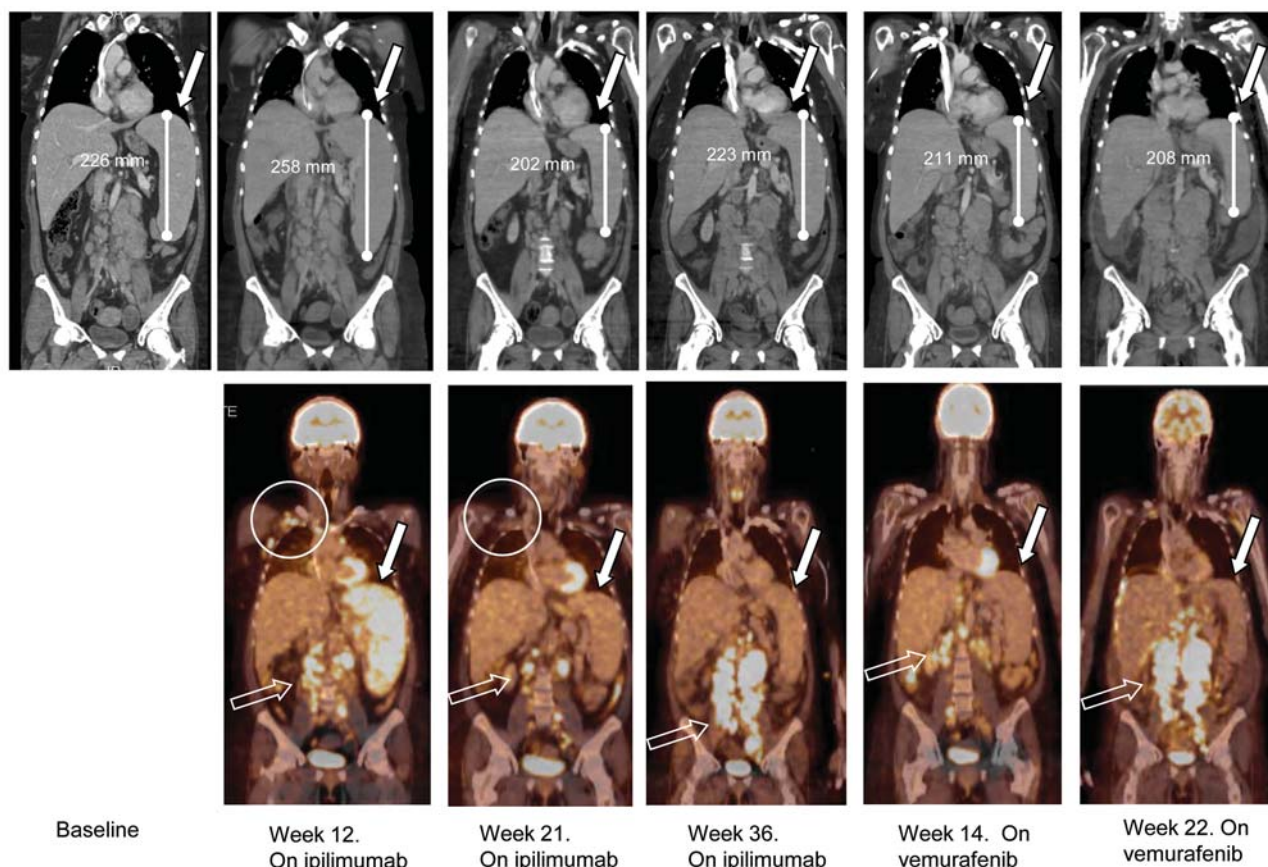 226 mm
258 mm
202 mm
223 mm
211 mm
208 mm
TE
Baseline
Week 12.
On ipilimumab
Week 21.
On ipilimumab
Week 36.
On ipilimumab
Week 14. On
vemurafenib
Week 22. On
vemurafenib